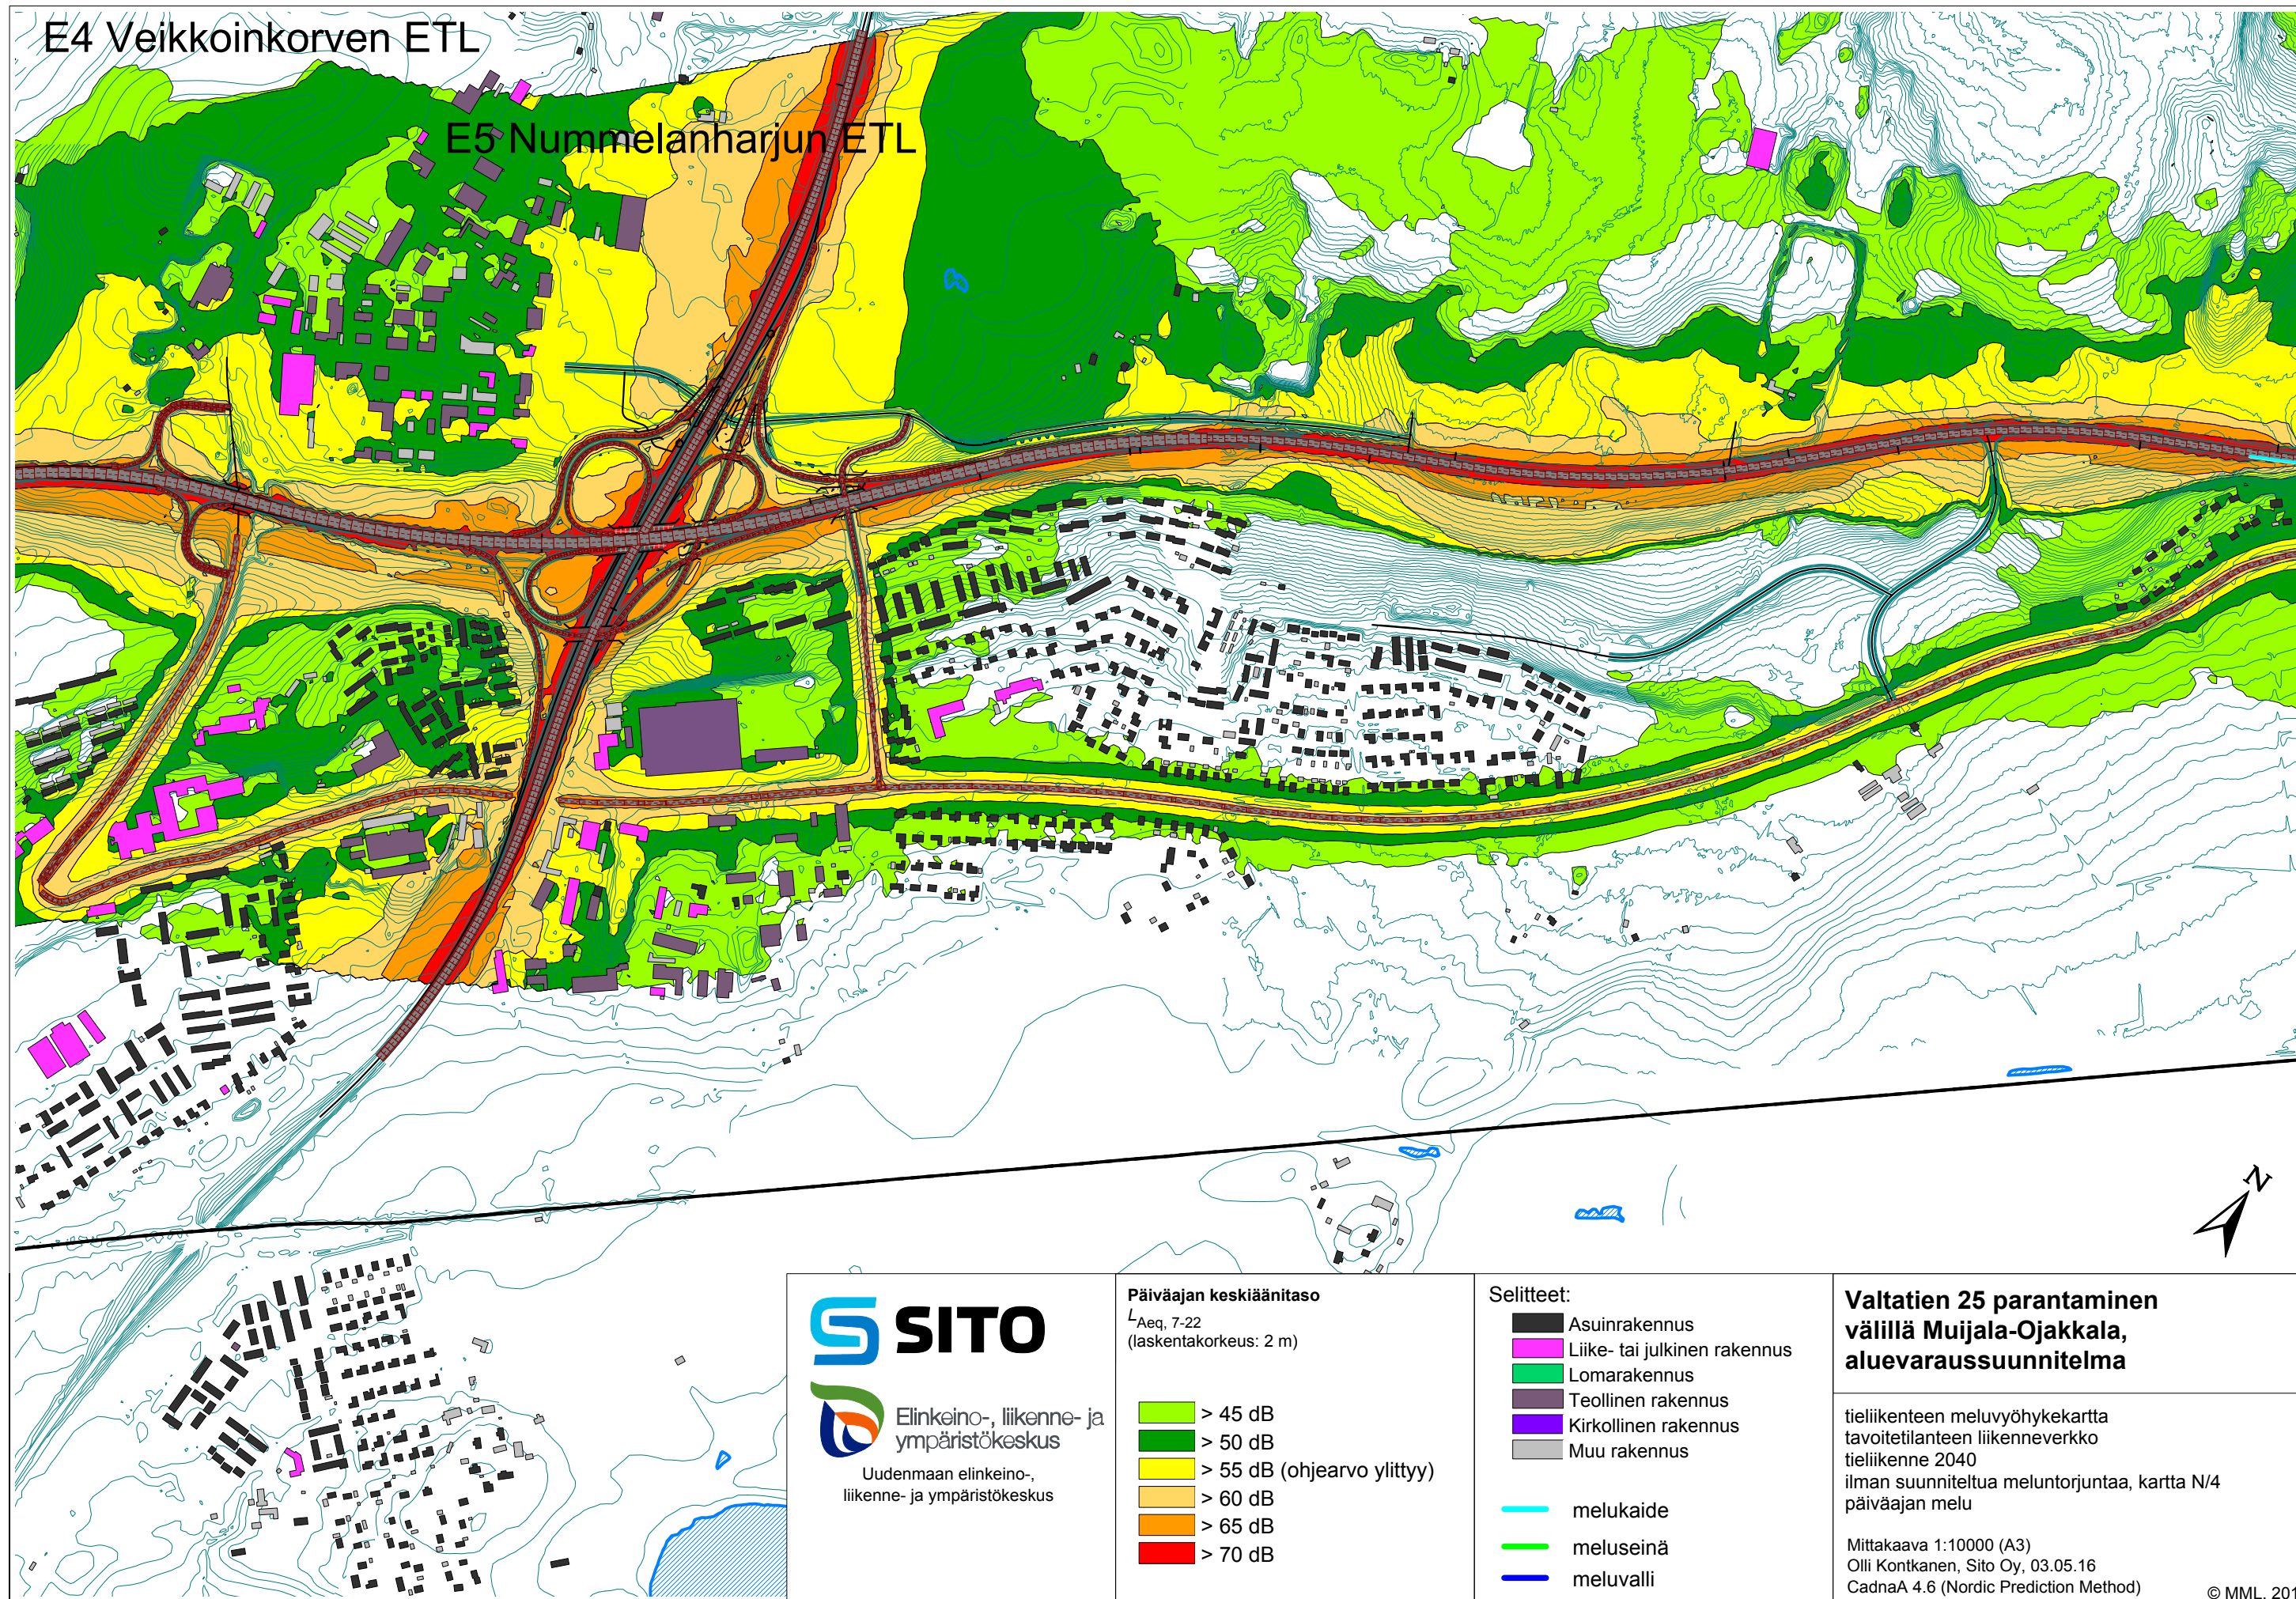 E4 Veikkoinkorven ETL
E5 Nummelanharjun ETL
N
SITO
Elinkeino-, liikenne- ja
ympäristökeskus
Uudenmaan elinkeino-,
liikenne- ja ympäristökeskus
Päiväajan keskiäänitaso
LAeq, 7-22
(laskentakorkeus: 2 m)
> 45 dB
> 50 dB
> 55 dB (ohjearvo ylittyy)
> 60 dB
> 65 dB
> 70 dB
Selitteet:
Asuinrakennus
Liike- tai julkinen rakennus
Lomarakennus
Teollinen rakennus
Kirkollinen rakennus
Muu rakennus
melukaide
meluseinä
meluvalli
Valtatien 25 parantaminen
välillä Muijala-Ojakkala,
aluevaraussuunnitelma
tieliikenteen meluvyöhykekartta
tavoitetilanteen liikenneverkko
tieliikenne 2040
ilman suunniteltua meluntorjuntaa, kartta N/4
päiväajan melu
Mittakaava 1:10000 (A3)
Olli Kontkanen, Sito Oy, 03.05.16
CadnaA 4.6 (Nordic Prediction Method)
© MML, 201